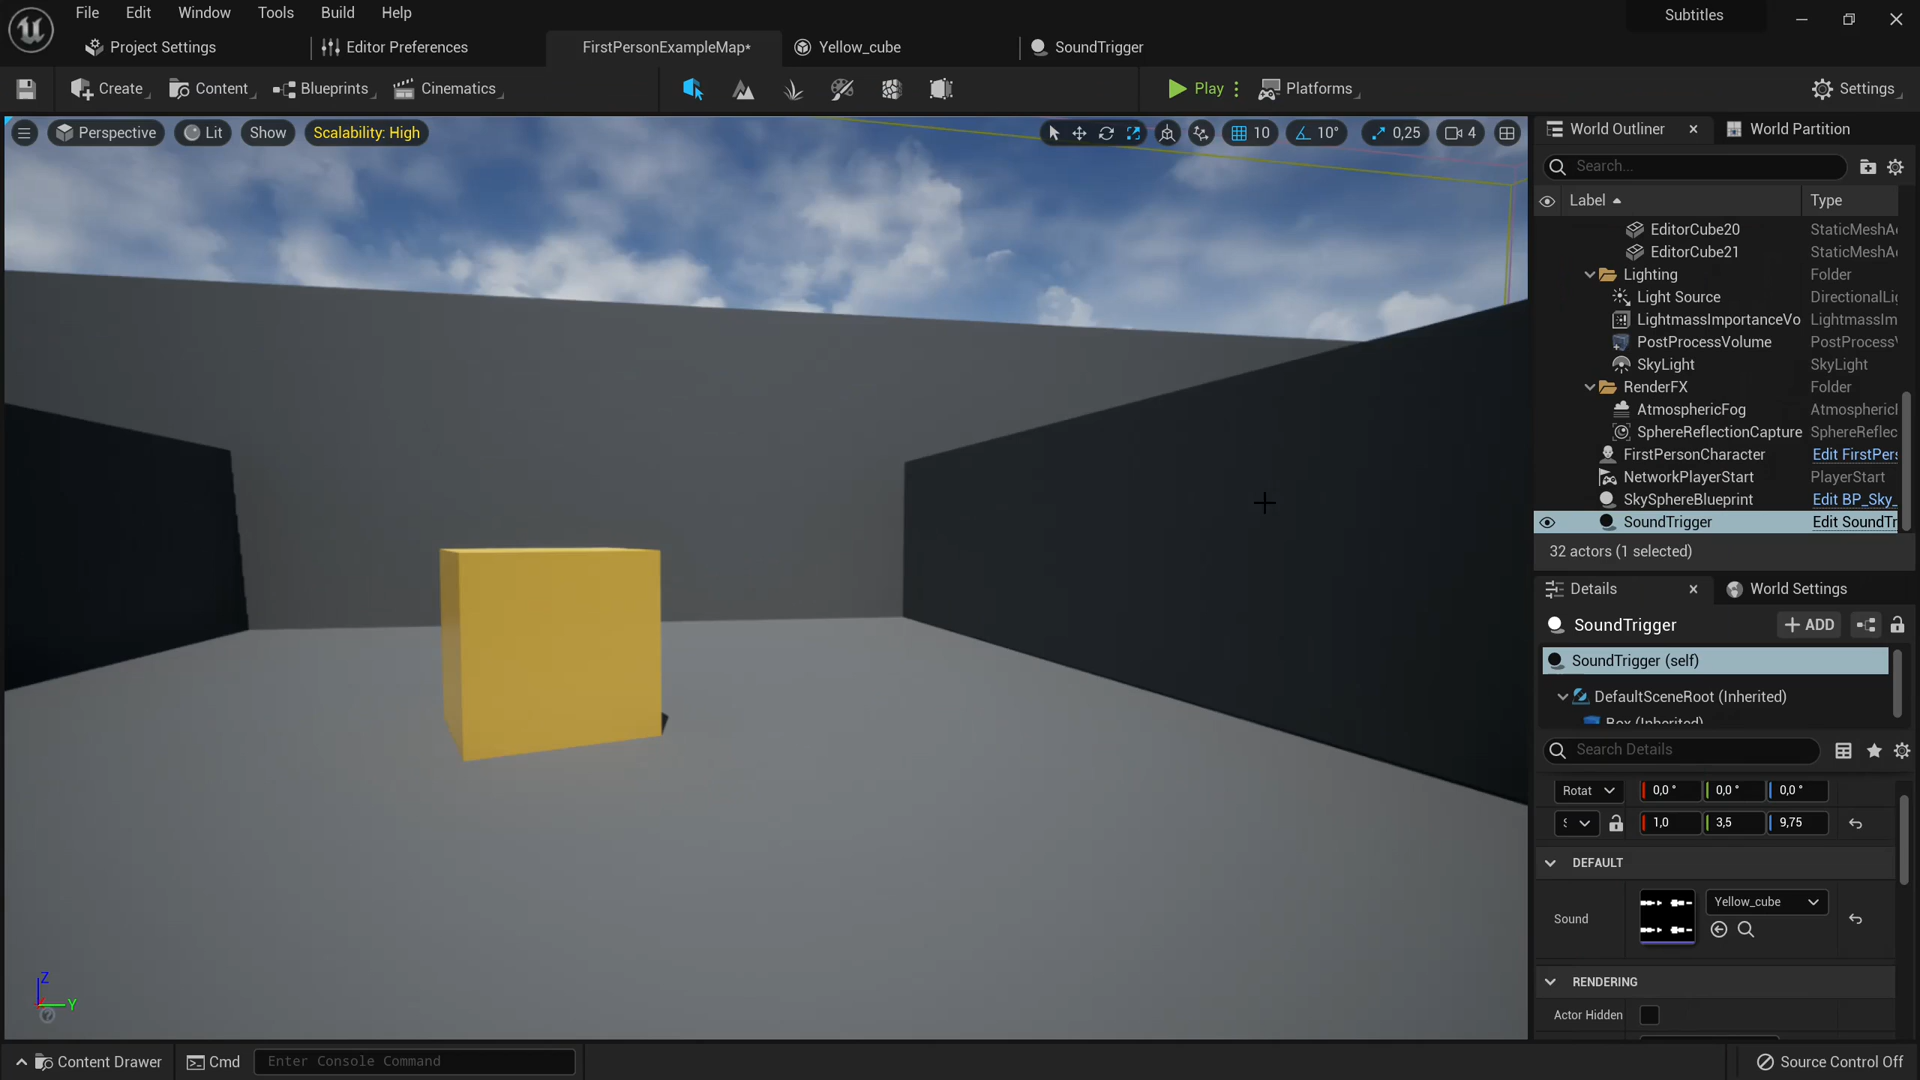 File Edit Window Tools Build Help
Subtitles
Project Settings
Editor Preferences
FirstPersonExampleMap*
Yellow_cube
SoundTrigger
Create
Content
Blueprints
Cinematics
Play
Platforms
Settings
Perspective
Lit
Show
Scalability: High
10
10°
0,25
4
World Outliner
World Partition
Search...
Label
Type
EditorCube20 StaticMeshA
EditorCube21 StaticMeshA
Lighting Folder
Light Source DirectionalLi
LightmassImportanceVo LightmassIm
PostProcessVolume PostProcessV
SkyLight SkyLight
RenderFX Folder
AtmosphericFog Atmospheric
SphereReflectionCapture SphereReflec
FirstPersonCharacter Edit FirstPers
NetworkPlayerStart PlayerStart
SkySphereBlueprint Edit BP_Sky_
SoundTrigger Edit SoundTr
32 actors (1 selected)
Details
World Settings
SoundTrigger
+ ADD
SoundTrigger (self)
DefaultSceneRoot (Inherited)
Box (Inherited)
Search Details
Rotat 0,0 ° 0,0 ° 0,0 °
1,0 3,5 9,75
DEFAULT
Sound
Yellow_cube
RENDERING
Actor Hidden
Z
Y
Content Drawer
Cmd
Enter Console Command
Source Control Off